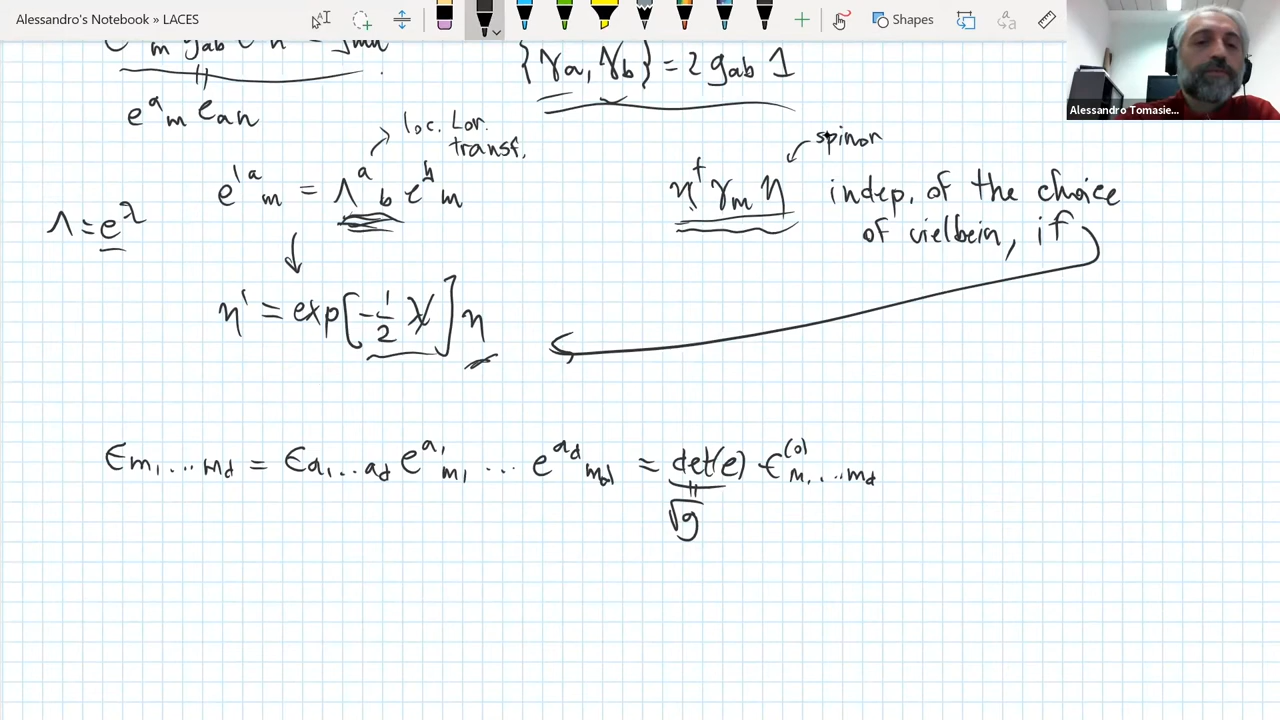 Alessandro's Notebook » LACES
Shapes
Alessandro Tomasie...
{γa, γb} = 2 gab 1
e^a_m e_an
loc. Lor.
transf.
spinor
e'^a_m = Λ^a_b e^b_m
η† γm η indep. of the choice
of vielbein, if
Λ = e^λ
η' = exp[-1/2 λ̸] η
ϵm1...md = ϵa1...ad e^a1_m1 ... e^ad_md = det(e) ϵ^(0)_m1...md
√g